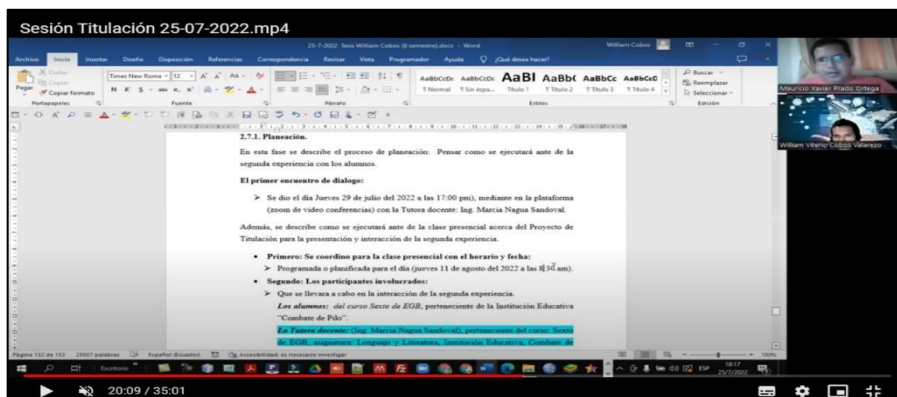 Sesión Titulación 25-07-2022.mp4
25-7-2022 Tesis William Cobos (8 semestre).docx - Word
William Cobos
Archivo Inicio Insertar Diseño Disposición Referencias Correspondencia Revisar Vista Programador Ayuda ¿Qué desea hacer?
Cortar
Copiar
Copiar formato
Pegar
Times New Roma 12
N K S
AaBbCcDc AaBbCcDc AaBI AaBbC AaBbCc AaBbCcD
1 Normal 1 Sin espa... Título 1 Título 2 Título 3 Título 4
Buscar
Reemplazar
Seleccionar
Portapapeles Fuente Párrafo Estilos Edición
Mauricio Xavier Prado Ortega
William Viterio Cobos Valarezo
2.7.1. Planeación.
En esta fase se describe el proceso de planeación: Pensar como se ejecutará ante de la
segunda experiencia con los alumnos.
El primer encuentro de dialogo:
➤ Se dio el día Jueves 29 de julio del 2022 a las 17:00 pm), mediante en la plataforma
(zoom de video conferencias) con la Tutora docente: Ing. Marcia Nagua Sandoval.
Además, se describe como se ejecutará ante de la clase presencial acerca del Proyecto de
Titulación para la presentación y interacción de la segunda experiencia.
• Primero: Se coordino para la clase presencial con el horario y fecha:
➤ Programada o planificada para el día (jueves 11 de agosto del 2022 a las 8:30 am).
• Segundo: Los participantes involucrados:
➤ Que se llevara a cabo en la interacción de la segunda experiencia.
Los alumnos: del curso Sexto de EGB, perteneciente de la Institución Educativa
"Combate de Pilo".
La Tutora docente: (Ing. Marcia Nagua Sandoval), perteneciente del curso: Sexto
de EGB, asignatura: Lenguaje y Literatura, Institución Educativa, Combate de
Página 132 de 153 Español (Ecuador) Accesibilidad: es necesario investigar 100%
Escritorio
ESP
18:17
25/7/2022
20:09 / 35:01